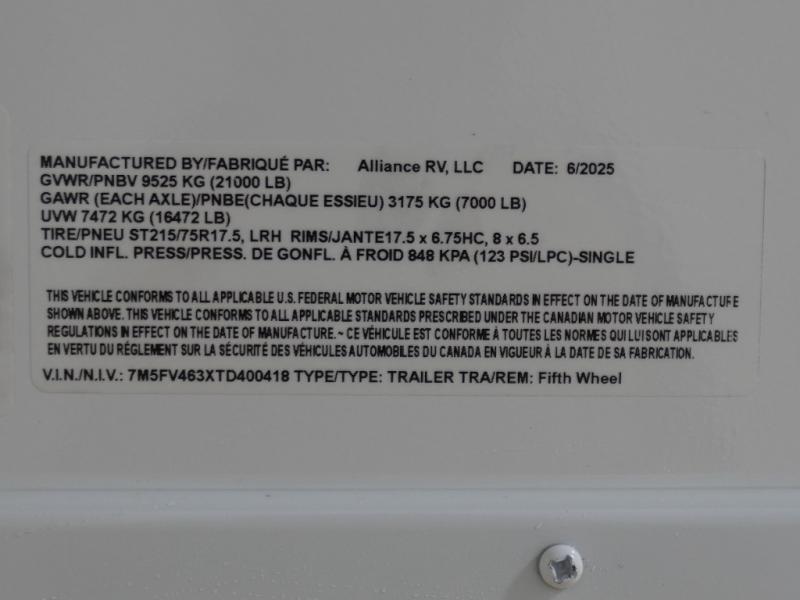 MANUFACTURED BY/FABRIQUÉ PAR: Alliance RV, LLC DATE: 6/2025
GVWR/PNBV 9525 KG (21000 LB)
GAWR (EACH AXLE)/PNBE(CHAQUE ESSIEU) 3175 KG (7000 LB)
UVW 7472 KG (16472 LB)
TIRE/PNEU ST215/75R17.5, LRH RIMS/JANTE17.5 x 6.75HC, 8 x 6.5
COLD INFL. PRESS/PRESS. DE GONFL. À FROID 848 KPA (123 PSI/LPC)-SINGLE
THIS VEHICLE CONFORMS TO ALL APPLICABLE U.S. FEDERAL MOTOR VEHICLE SAFETY STANDARDS IN EFFECT ON THE DATE OF MANUFACTURE
SHOWN ABOVE. THIS VEHICLE CONFORMS TO ALL APPLICABLE STANDARDS PRESCRIBED UNDER THE CANADIAN MOTOR VEHICLE SAFETY
REGULATIONS IN EFFECT ON THE DATE OF MANUFACTURE.~ CE VÉHICULE EST CONFORME À TOUTES LES NORMES QUI LUI SONT APPLICABLES
EN VERTU DU RÉGLEMENT SUR LA SÉCURITÉ DES VÉHICULES AUTOMOBILES DU CANADA EN VIGUEUR À LA DATE DE SA FABRICATION.
V.I.N./N.I.V.: 7M5FV463XTD400418 TYPE/TYPE: TRAILER TRA/REM: Fifth Wheel